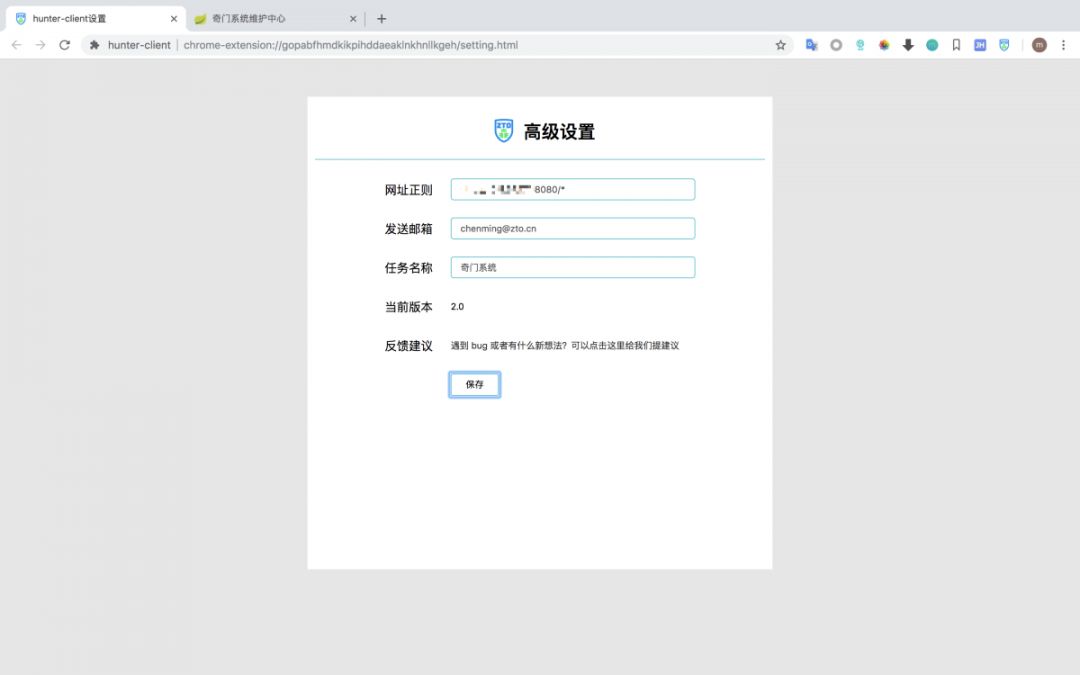 hunter-client设置
奇门系统维护中心
hunter-client | chrome-extension://gopabfhmdkikpihddaeaklnkhnllkgeh/setting.html
JH
m
ZTO 高级设置
网址正则 8080/*
发送邮箱 chenming@zto.cn
任务名称 奇门系统
当前版本 2.0
反馈建议 遇到 bug 或者有什么新想法？可以点击这里给我们提建议
保存